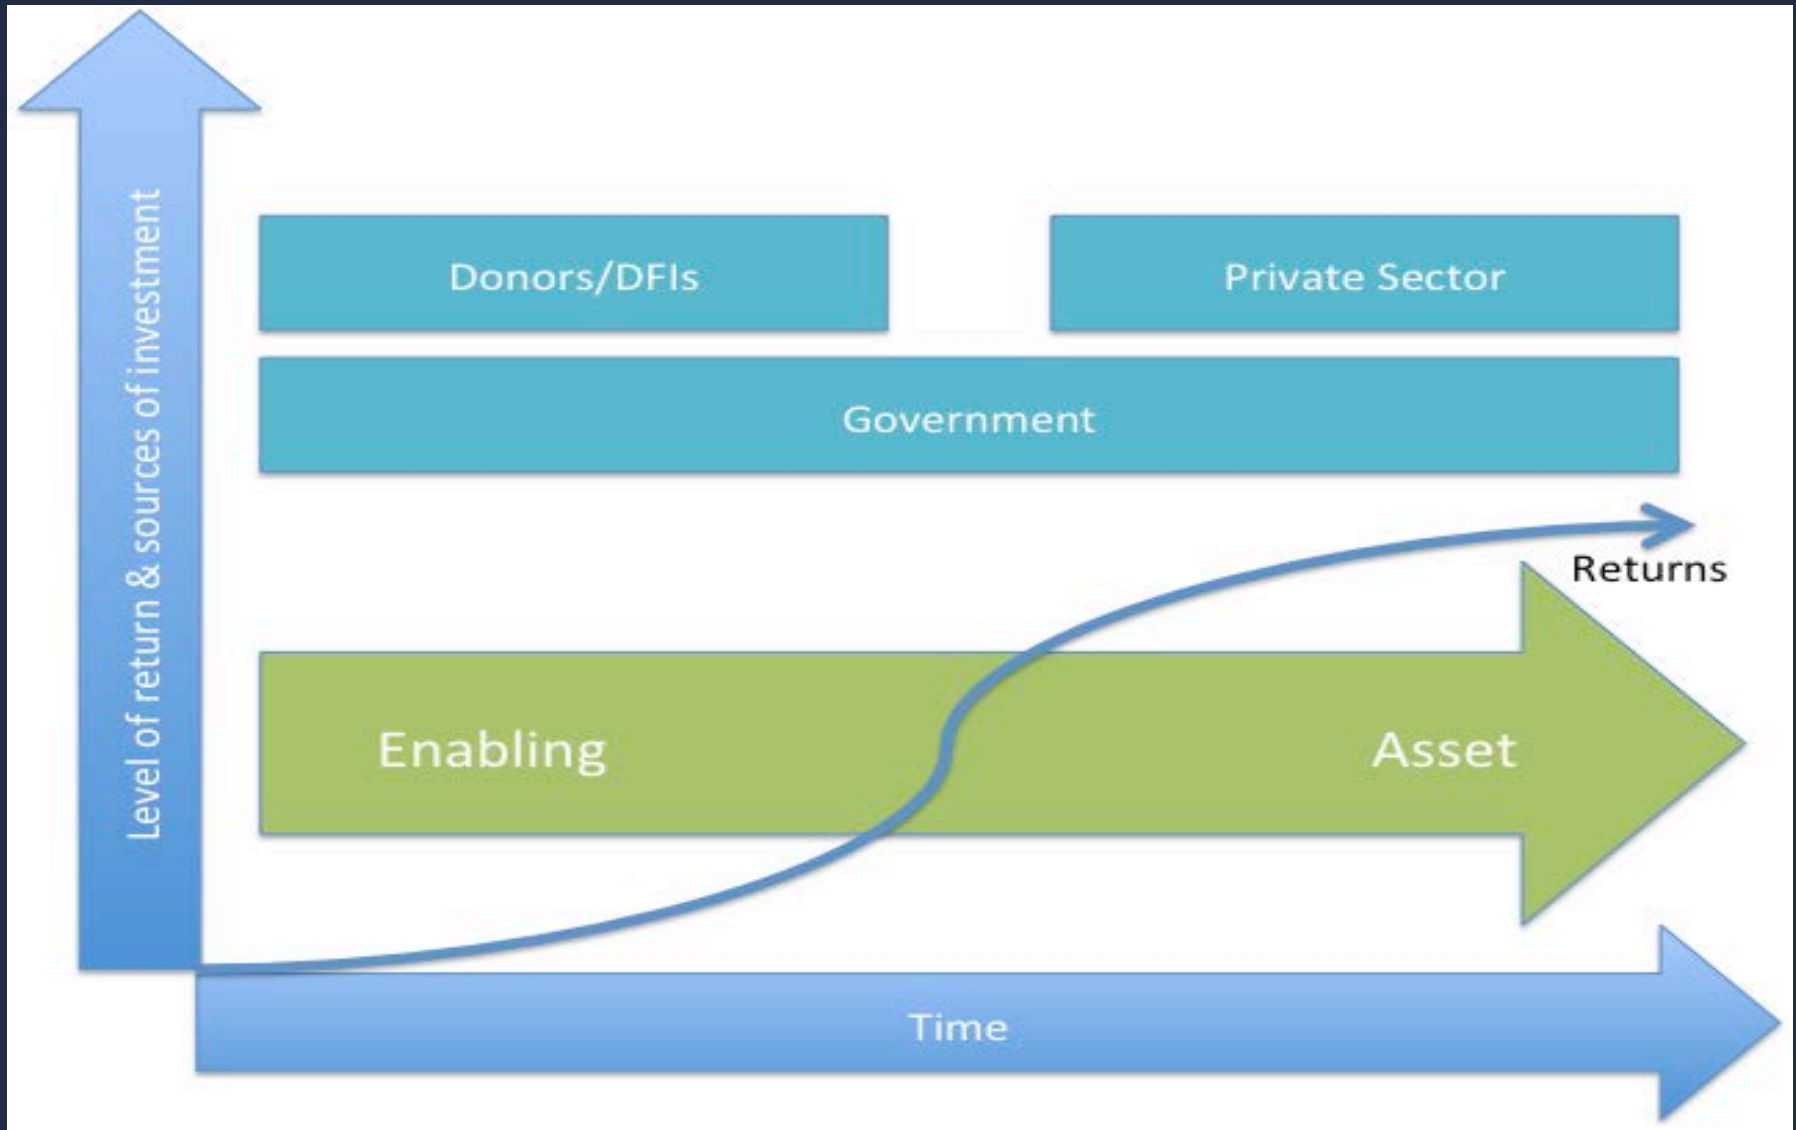 Level of return & sources of investment
Donors/DFIs
Private Sector
Government
Returns
Enabling
Asset
Time